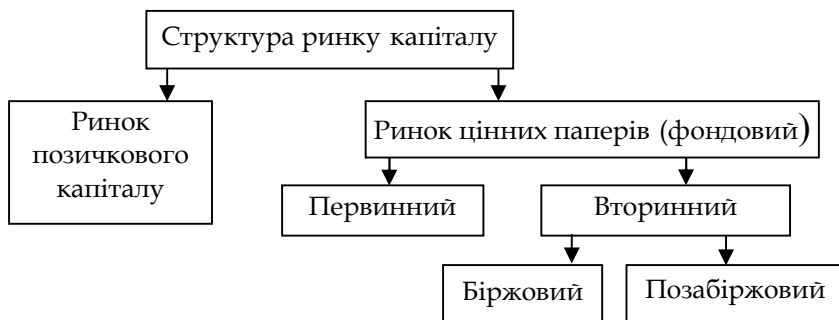 Структура ринку капіталу
Ринок
позичкового
капіталу
Ринок цінних паперів (фондовий)
Первинний
Вторинний
Біржовий
Позабіржовий